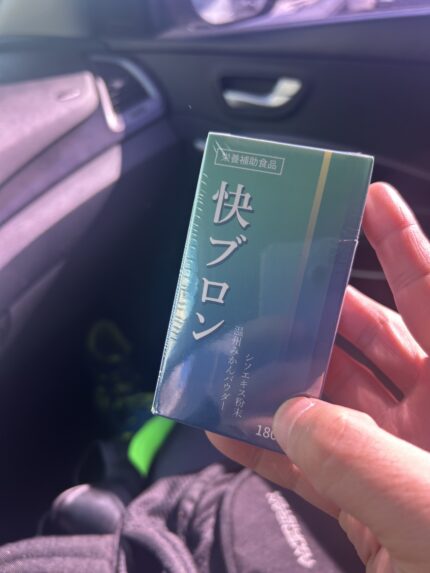 栄養補助食品
快ブロン
シソエキス粉末
温州みかんパウダー
180